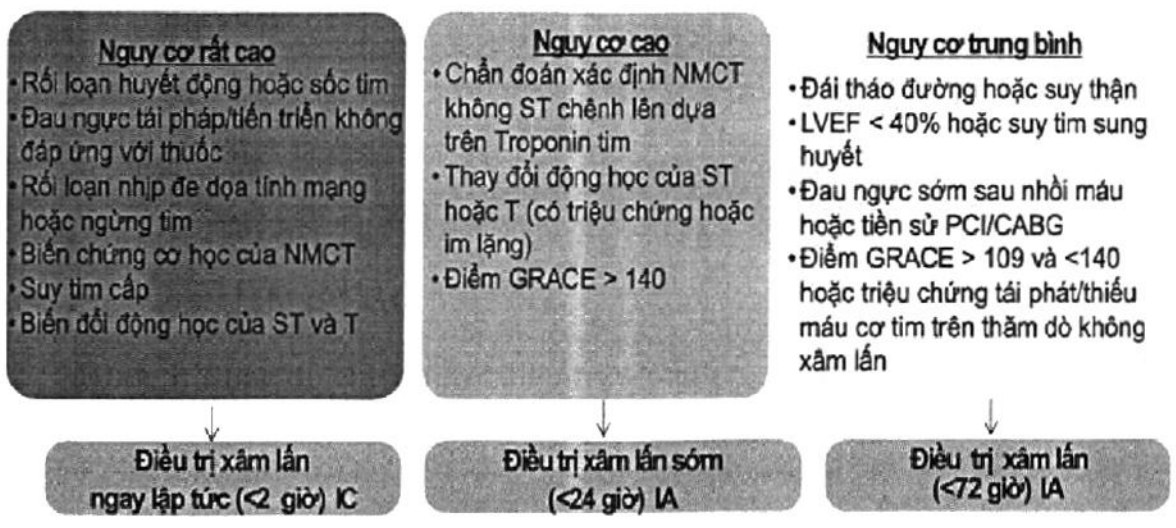 Nguy cơ rất cao
• Rối loạn huyết động hoặc sốc tim
• Đau ngực tái pháp/tiến triển không
đáp ứng với thuốc
• Rối loạn nhịp đe dọa tính mạng
hoặc ngừng tim
• Biến chứng cơ học của NMCT
• Suy tim cấp
• Biến đổi động học của ST và T
Điều trị xâm lấn
ngay lập tức (<2 giờ) IC
Nguy cơ cao
• Chẩn đoán xác định NMCT
không ST chênh lên dựa
trên Troponin tim
• Thay đổi động học của ST
hoặc T (có triệu chứng hoặc
im lặng)
• Điểm GRACE > 140
Điều trị xâm lấn sớm
(<24 giờ) IA
Nguy cơ trung bình
• Đái tháo đường hoặc suy thận
• LVEF < 40% hoặc suy tim sung
huyết
• Đau ngực sớm sau nhồi máu
hoặc tiền sử PCI/CABG
• Điểm GRACE > 109 và <140
hoặc triệu chứng tái phát/thiếu
máu cơ tim trên thăm dò không
xâm lấn
Điều trị xâm lấn
(<72 giờ) IA